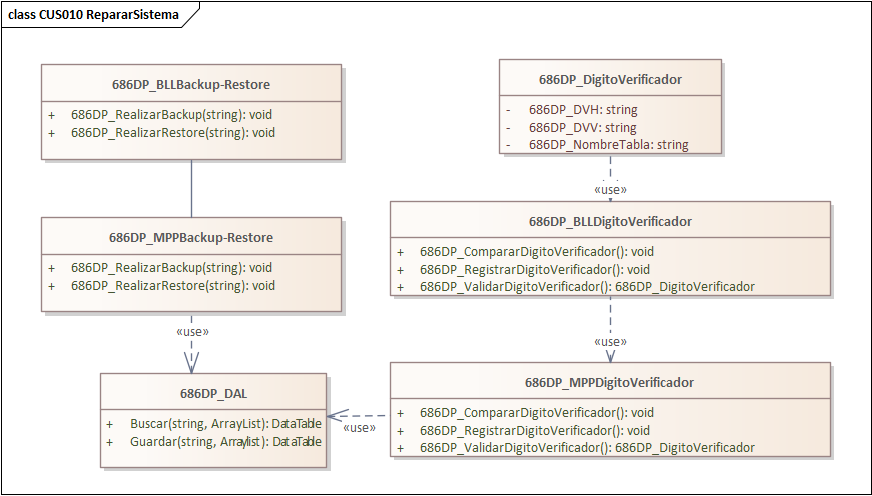 class CUS010 RepararSistema
686DP_BLLBackup-Restore
+ 686DP_RealizarBackup(string): void
+ 686DP_RealizarRestore(string): void
686DP_DigitoVerificador
- 686DP_DVH: string
- 686DP_DVV: string
- 686DP_NombreTabla: string
«use»
686DP_MPPBackup-Restore
+ 686DP_RealizarBackup(string): void
+ 686DP_RealizarRestore(string): void
686DP_BLLDigitoVerificador
+ 686DP_CompararDigitoVerificador(): void
+ 686DP_RegistrarDigitoVerificador(): void
+ 686DP_ValidarDigitoVerificador(): 686DP_DigitoVerificador
«use»
«use»
686DP_DAL
+ Buscar(string, ArrayList): DataTable
+ Guardar(string, Arraylist): DataTable
«use»
686DP_MPPDigitoVerificador
+ 686DP_CompararDigitoVerificador(): void
+ 686DP_RegistrarDigitoVerificador(): void
+ 686DP_ValidarDigitoVerificador(): 686DP_DigitoVerificador